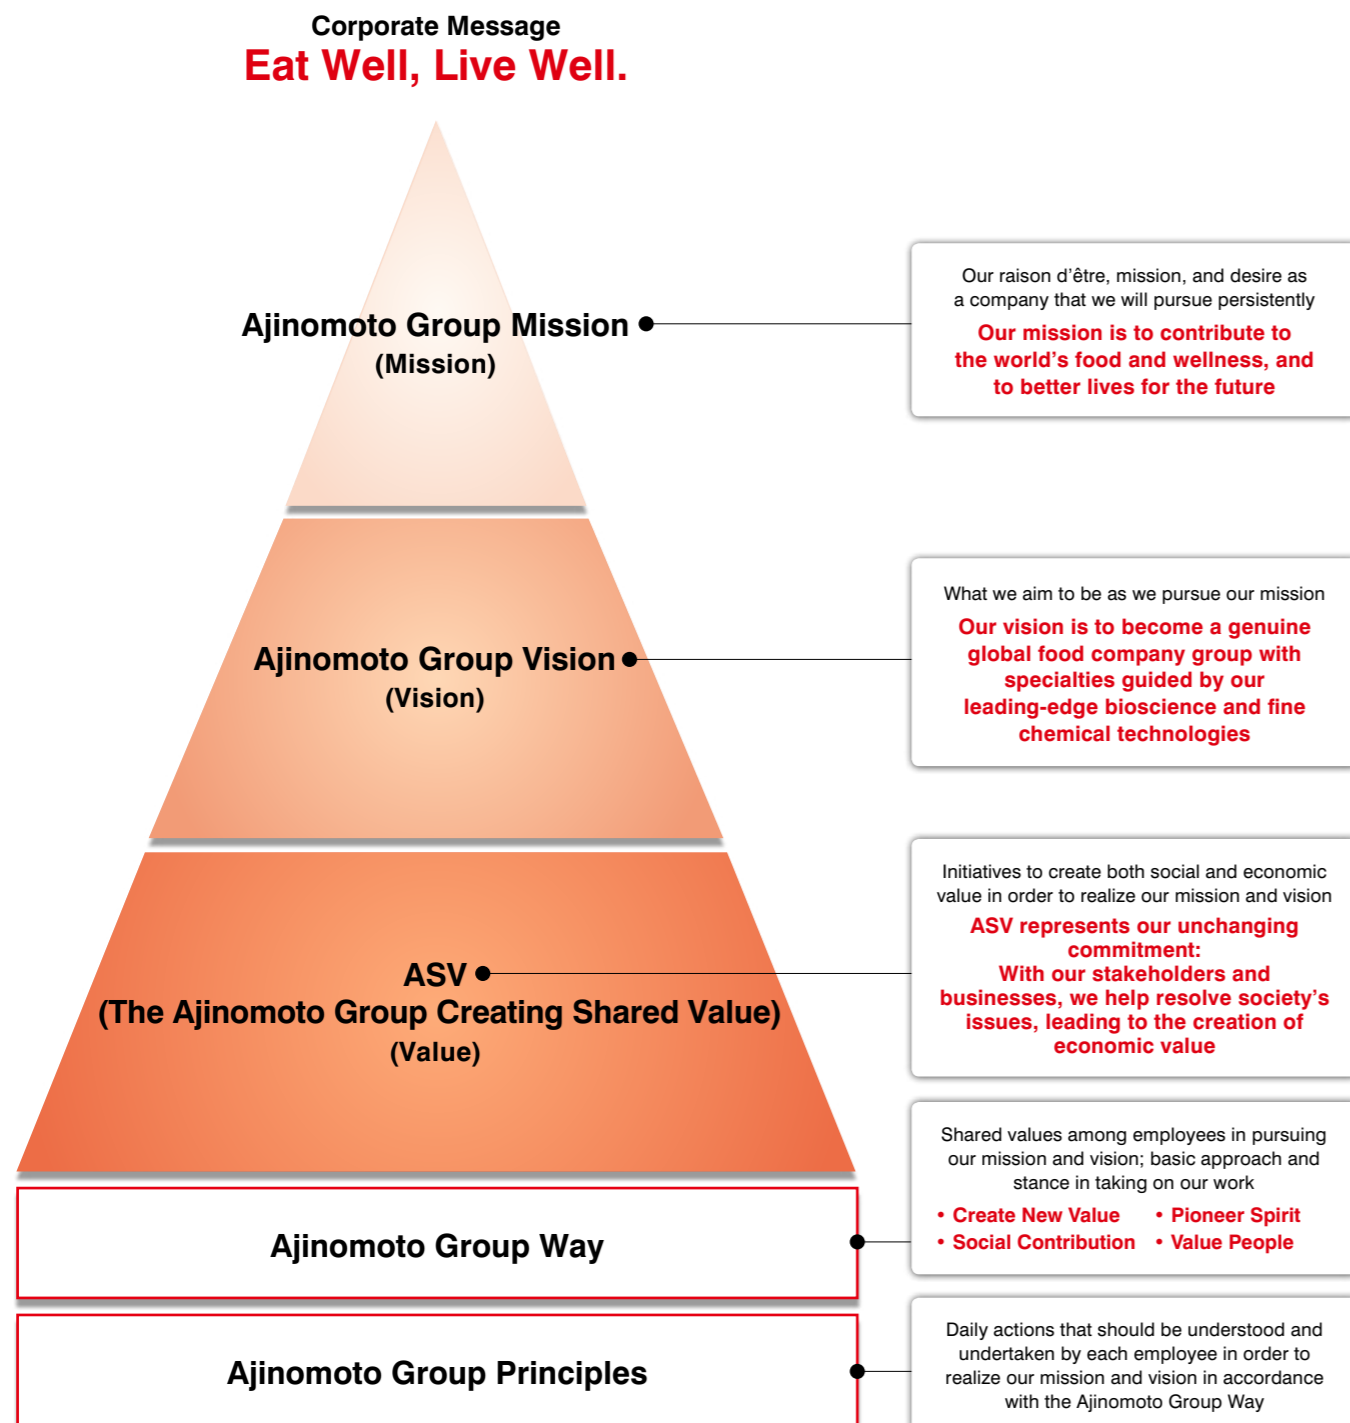 Corporate Message
Eat Well, Live Well.
Ajinomoto Group Mission
(Mission)
Our raison d’être, mission, and desire as
a company that we will pursue persistently
Our mission is to contribute to
the world’s food and wellness, and
to better lives for the future
Ajinomoto Group Vision
(Vision)
What we aim to be as we pursue our mission
Our vision is to become a genuine
global food company group with
specialties guided by our
leading-edge bioscience and fine
chemical technologies
ASV
(The Ajinomoto Group Creating Shared Value)
(Value)
Initiatives to create both social and economic
value in order to realize our mission and vision
ASV represents our unchanging
commitment:
With our stakeholders and
businesses, we help resolve society’s
issues, leading to the creation of
economic value
Ajinomoto Group Way
Shared values among employees in pursuing
our mission and vision; basic approach and
stance in taking on our work
• Create New Value • Pioneer Spirit
• Social Contribution • Value People
Ajinomoto Group Principles
Daily actions that should be understood and
undertaken by each employee in order to
realize our mission and vision in accordance
with the Ajinomoto Group Way